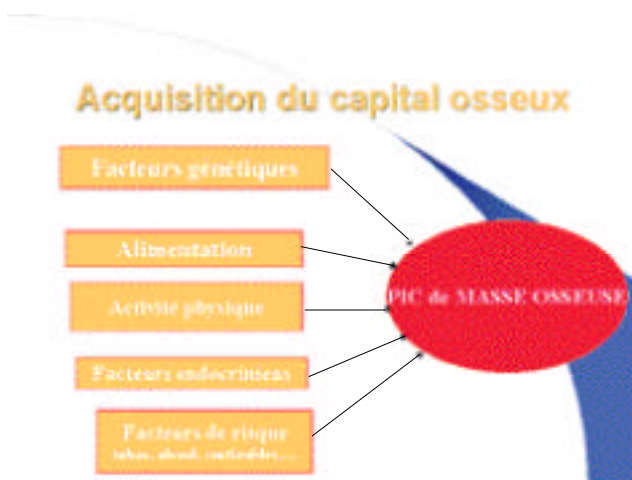 Acquisition du capital osseux
Facteurs génétiques
Alimentation
PIC de MASSE OSSEUSE
Activité physique
Facteurs endocriniens
Facteurs de risque
tabac, alcool, corticoïdes....